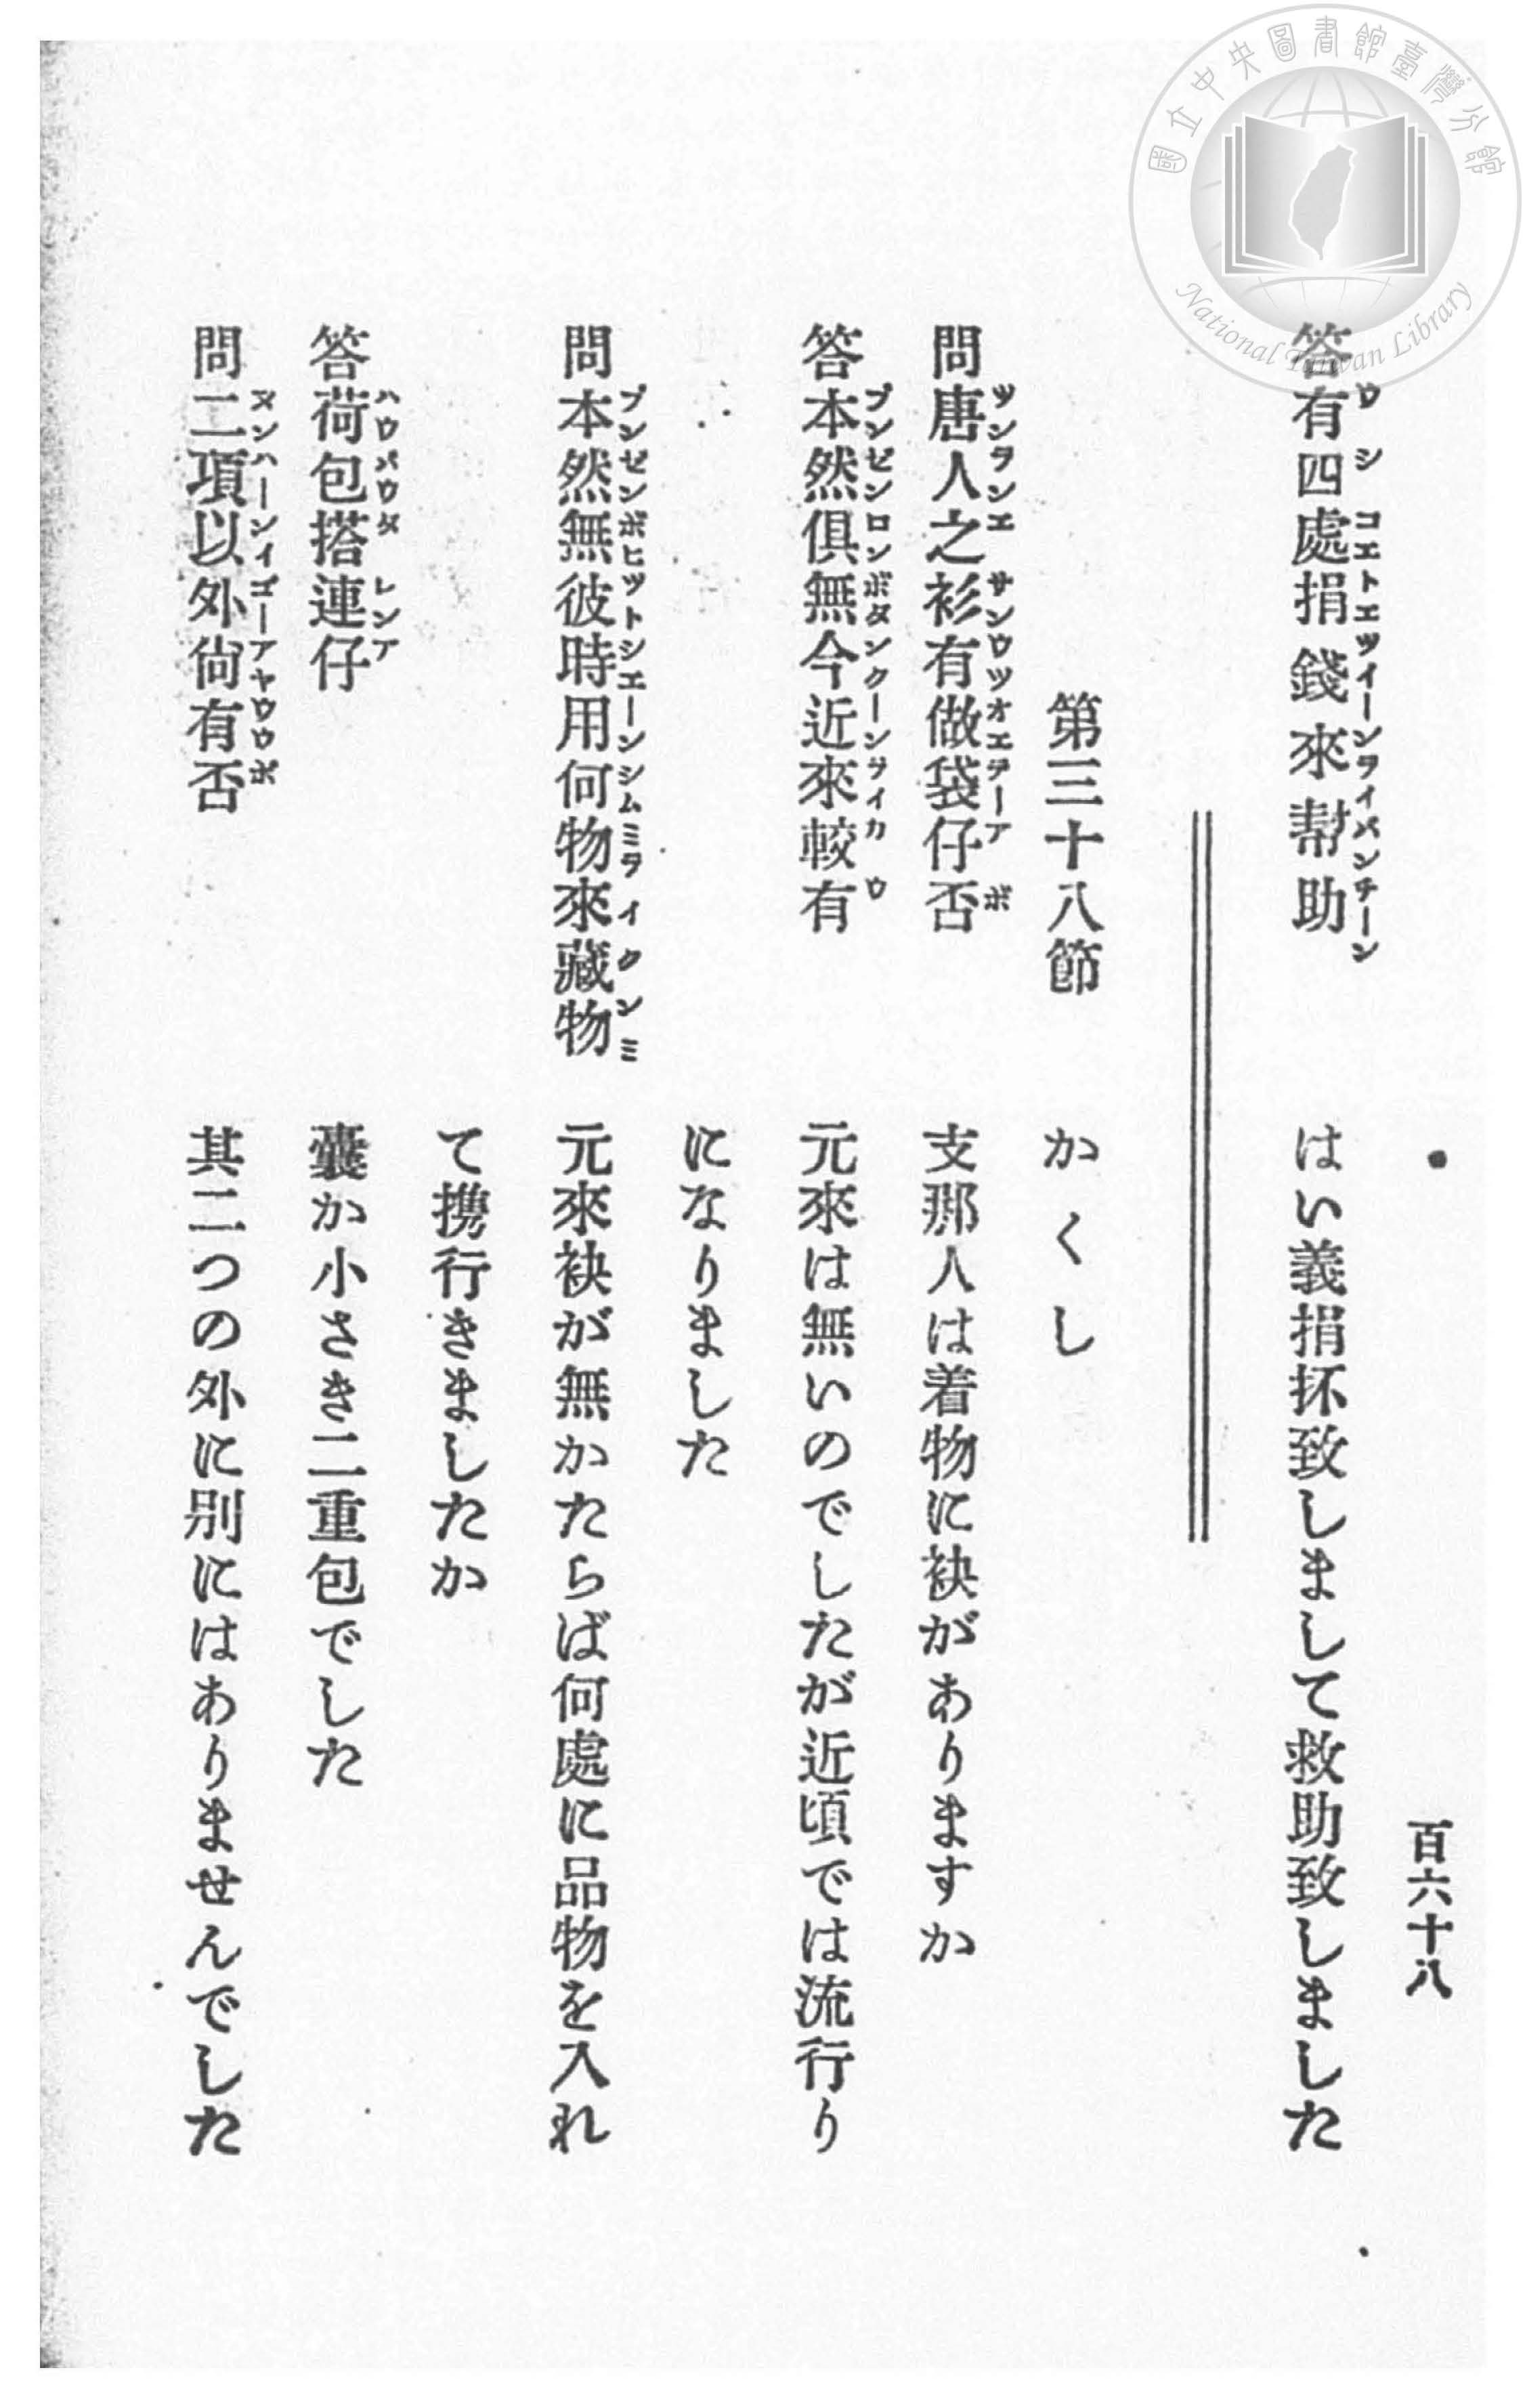 國立中央圖書館臺灣分館
National Taiwan Library
百六十八
答有四處捐錢來幇助
ウ シ コエトエツイーンヲイパンチーン
はい義捐抔致しまして救助致しました
第三十八節
かくし
問唐人之衫有做袋仔否
ツンヲンエ サンウツオエテーア ボ
支那人は着物に袂がありますか
答本然俱無今近來較有
プンゼンロンボタンクーンヲイカウ
元來は無いのでしたが近頃では流行り
になりました
問本然無彼時用何物來藏物
プンゼンボヒツトシエーンシムミヲイクンミ
元來袂が無かたらば何處に品物を入れ
て携行きましたか
答荷包搭連仔
ハウパウタ レンア
囊か小さき二重包でした
問二項以外尙有否
ヌンハーンイゴーアヤウウボ
其二つの外に別にはありませんでした